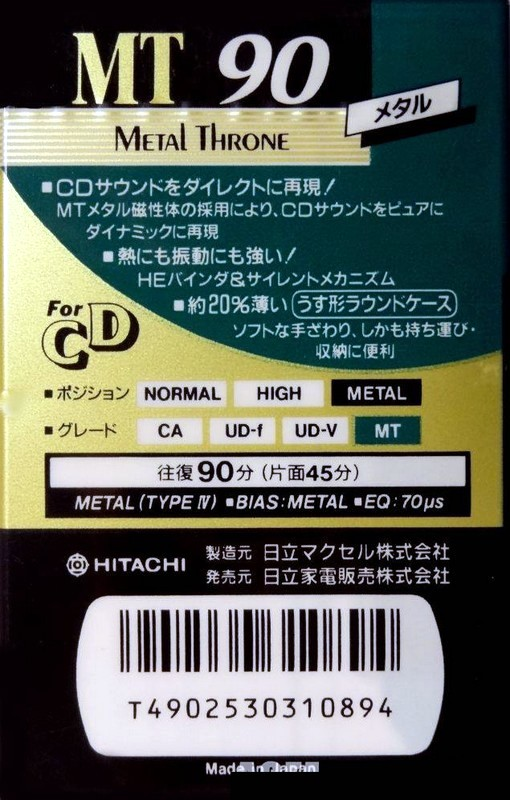 MT 90
メタル
METAL THRONE
■CDサウンドをダイレクトに再現!
MTメタル磁性体の採用により、CDサウンドをピュアに
ダイナミックに再現
■熱にも振動にも強い!
HEバインダ&サイレントメカニズム
■約20%薄い うす形ラウンドケース
ソフトな手ざわり、しかも持ち運び・
収納に便利
For
CD
■ポジション NORMAL HIGH METAL
■グレード CA UD-f UD-V MT
往復90分(片面45分)
METAL(TYPE Ⅳ) ■BIAS:METAL ■EQ:70μs
HITACHI 製造元 日立マクセル株式会社
発売元 日立家電販売株式会社
T4902530310894
Made in Japan